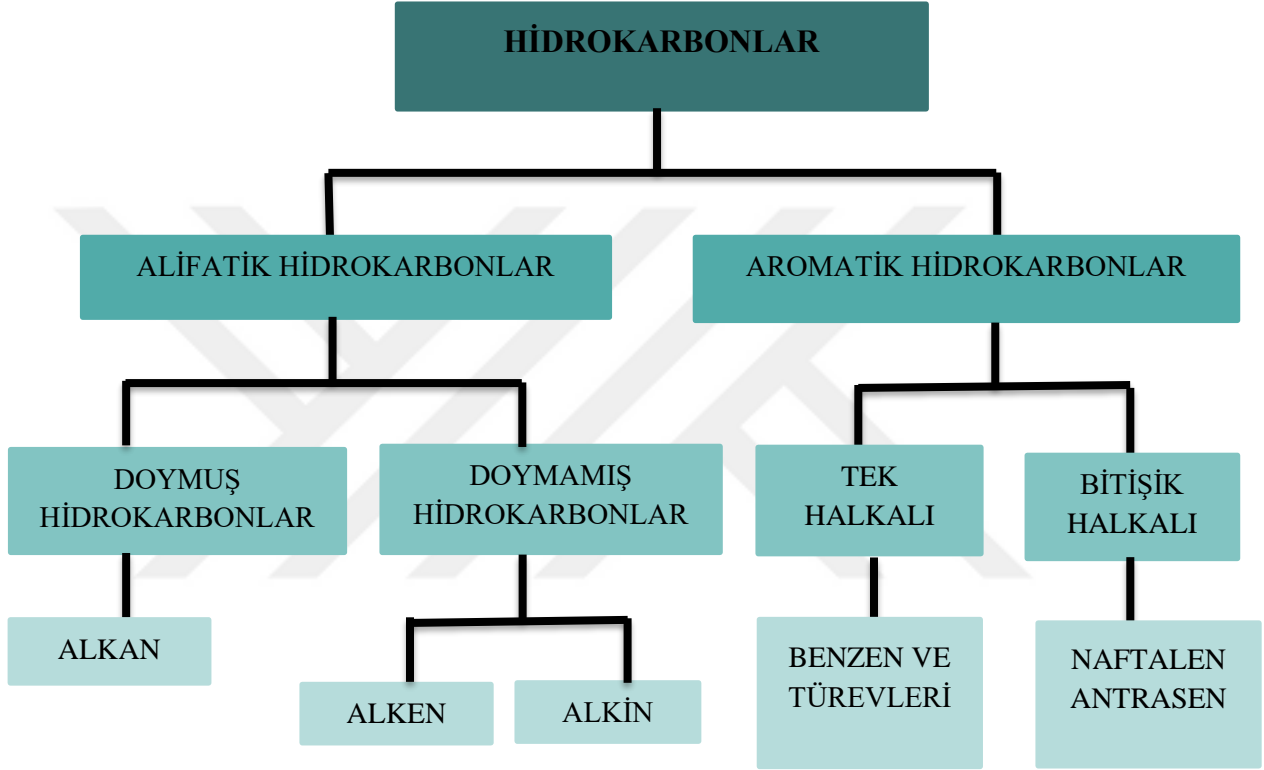 HİDROKARBONLAR
ALİFATİK HİDROKARBONLAR
AROMATİK HİDROKARBONLAR
DOYMUŞ
HİDROKARBONLAR
DOYMAMIŞ
HİDROKARBONLAR
TEK
HALKALI
BİTİŞİK
HALKALI
ALKAN
ALKEN
ALKİN
BENZEN VE
TÜREVLERİ
NAFTALEN
ANTRASEN